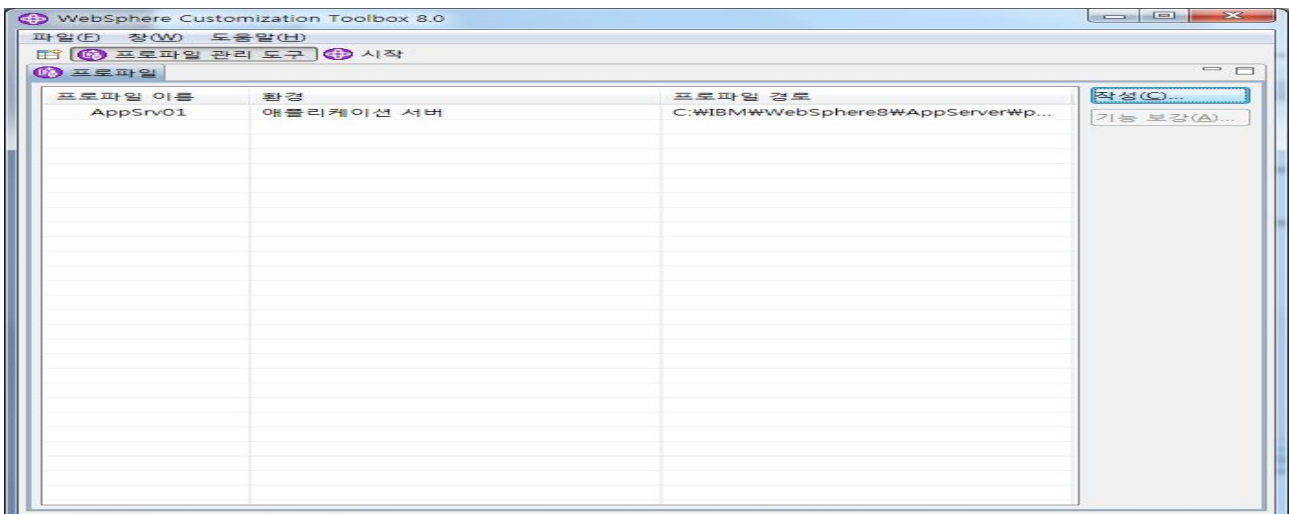 WebSphere Customization Toolbox 8.0
파일(F) 창(W) 도움말(H)
프로파일 관리 도구 시작
프로파일
프로파일 이름 환경 프로파일 경로
AppSrv01 애플리케이션 서버 C:₩IBM₩WebSphere8₩AppServer₩p...
작성(C)...
기능 보강(A)...